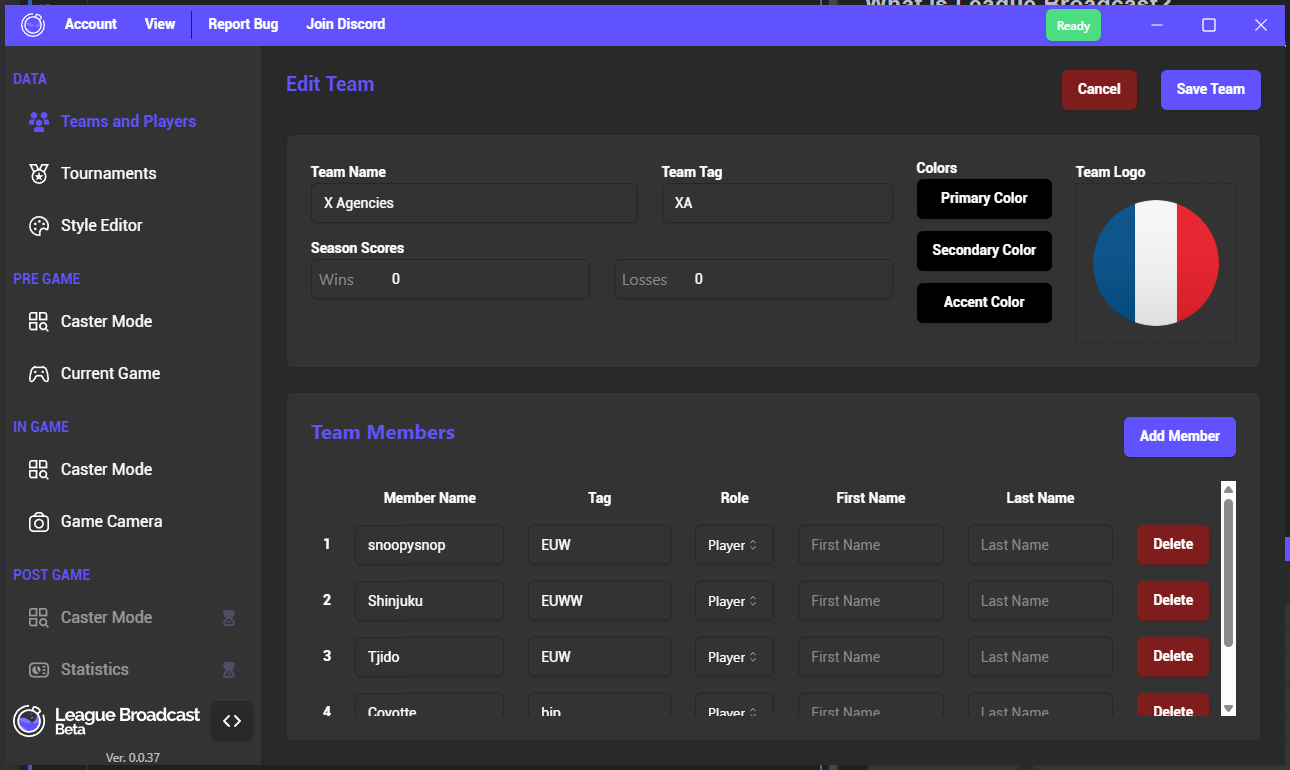 What is League Broadcast?
Account View Report Bug Join Discord Ready
DATA
Teams and Players
Tournaments
Style Editor
PRE GAME
Caster Mode
Current Game
IN GAME
Caster Mode
Game Camera
POST GAME
Caster Mode
Statistics
League Broadcast
Beta
Ver. 0.0.37
Edit Team
Cancel Save Team
Team Name Team Tag Colors Team Logo
X Agencies XA Primary Color
Season Scores Secondary Color
Wins 0 Losses 0 Accent Color
Team Members
Add Member
Member Name Tag Role First Name Last Name
1 snoopysnop EUW Player First Name Last Name Delete
2 Shinjuku EUWW Player First Name Last Name Delete
3 Tjido EUW Player First Name Last Name Delete
4 Coyotte Player First Name Last Name Delete